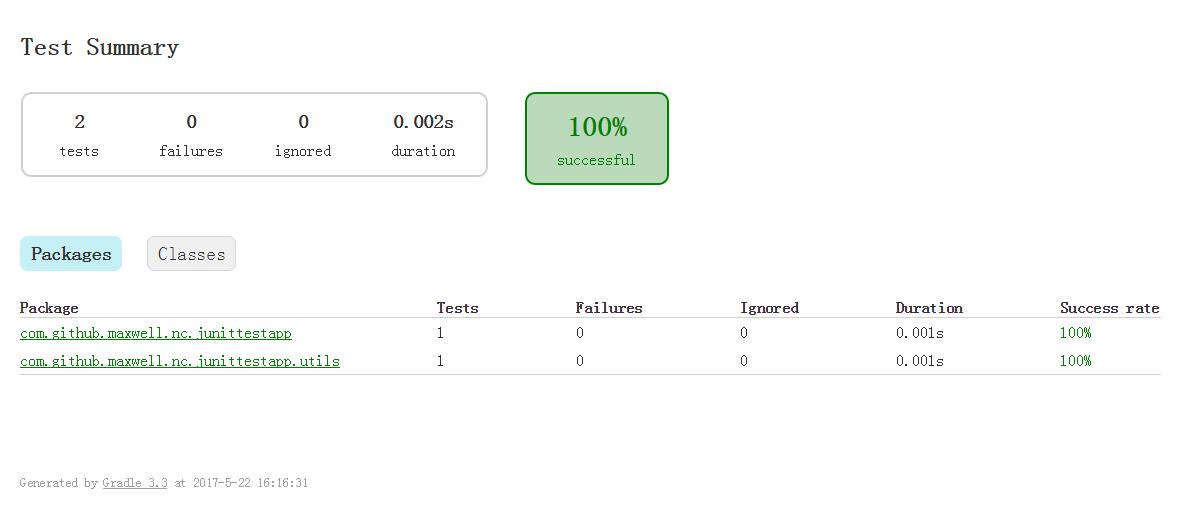 Test Summary
2 0 0 0.002s
tests failures ignored duration
100%
successful
Packages Classes
Package Tests Failures Ignored Duration Success rate
com.github.maxwell.nc.junittestapp 1 0 0 0.001s 100%
com.github.maxwell.nc.junittestapp.utils 1 0 0 0.001s 100%
Generated by Gradle 3.3 at 2017-5-22 16:16:31